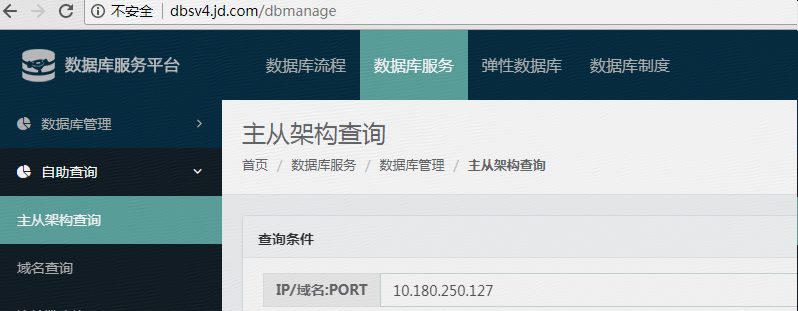 不安全 dbsv4.jd.com/dbmanage
数据库服务平台
数据库流程 数据库服务 弹性数据库 数据库制度
数据库管理
自助查询
主从架构查询
域名查询
主从架构查询
首页 / 数据库服务 / 数据库管理 / 主从架构查询
查询条件
IP/域名:PORT 10.180.250.127